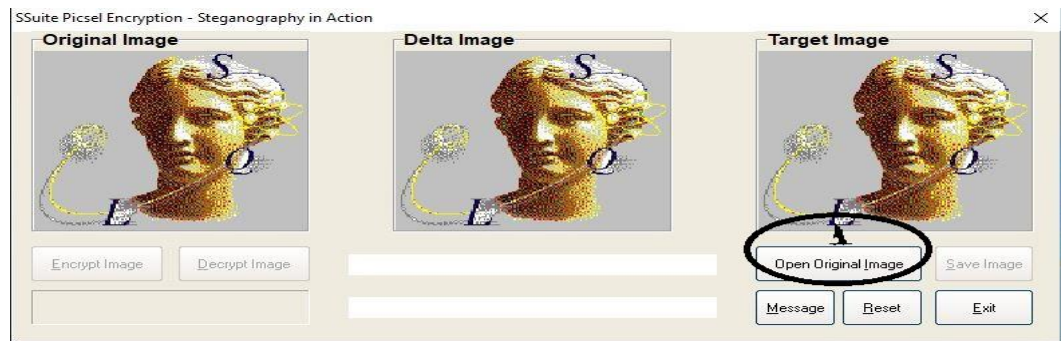 SSuite Picsel Encryption - Steganography in Action
Original Image
Delta Image
Target Image
S
Q
L
S
Q
L
S
Q
L
Encrypt Image
Decrypt Image
Open Original Image
Save Image
Message
Reset
Exit